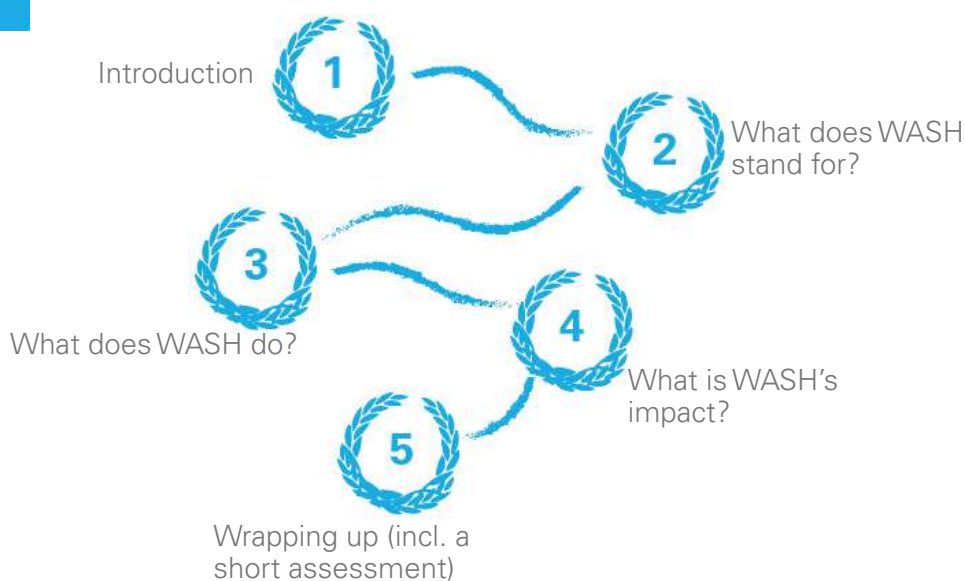 Introduction
1
2
What does WASH
stand for?
3
What does WASH do?
4
What is WASH's
impact?
5
Wrapping up (incl. a
short assessment)